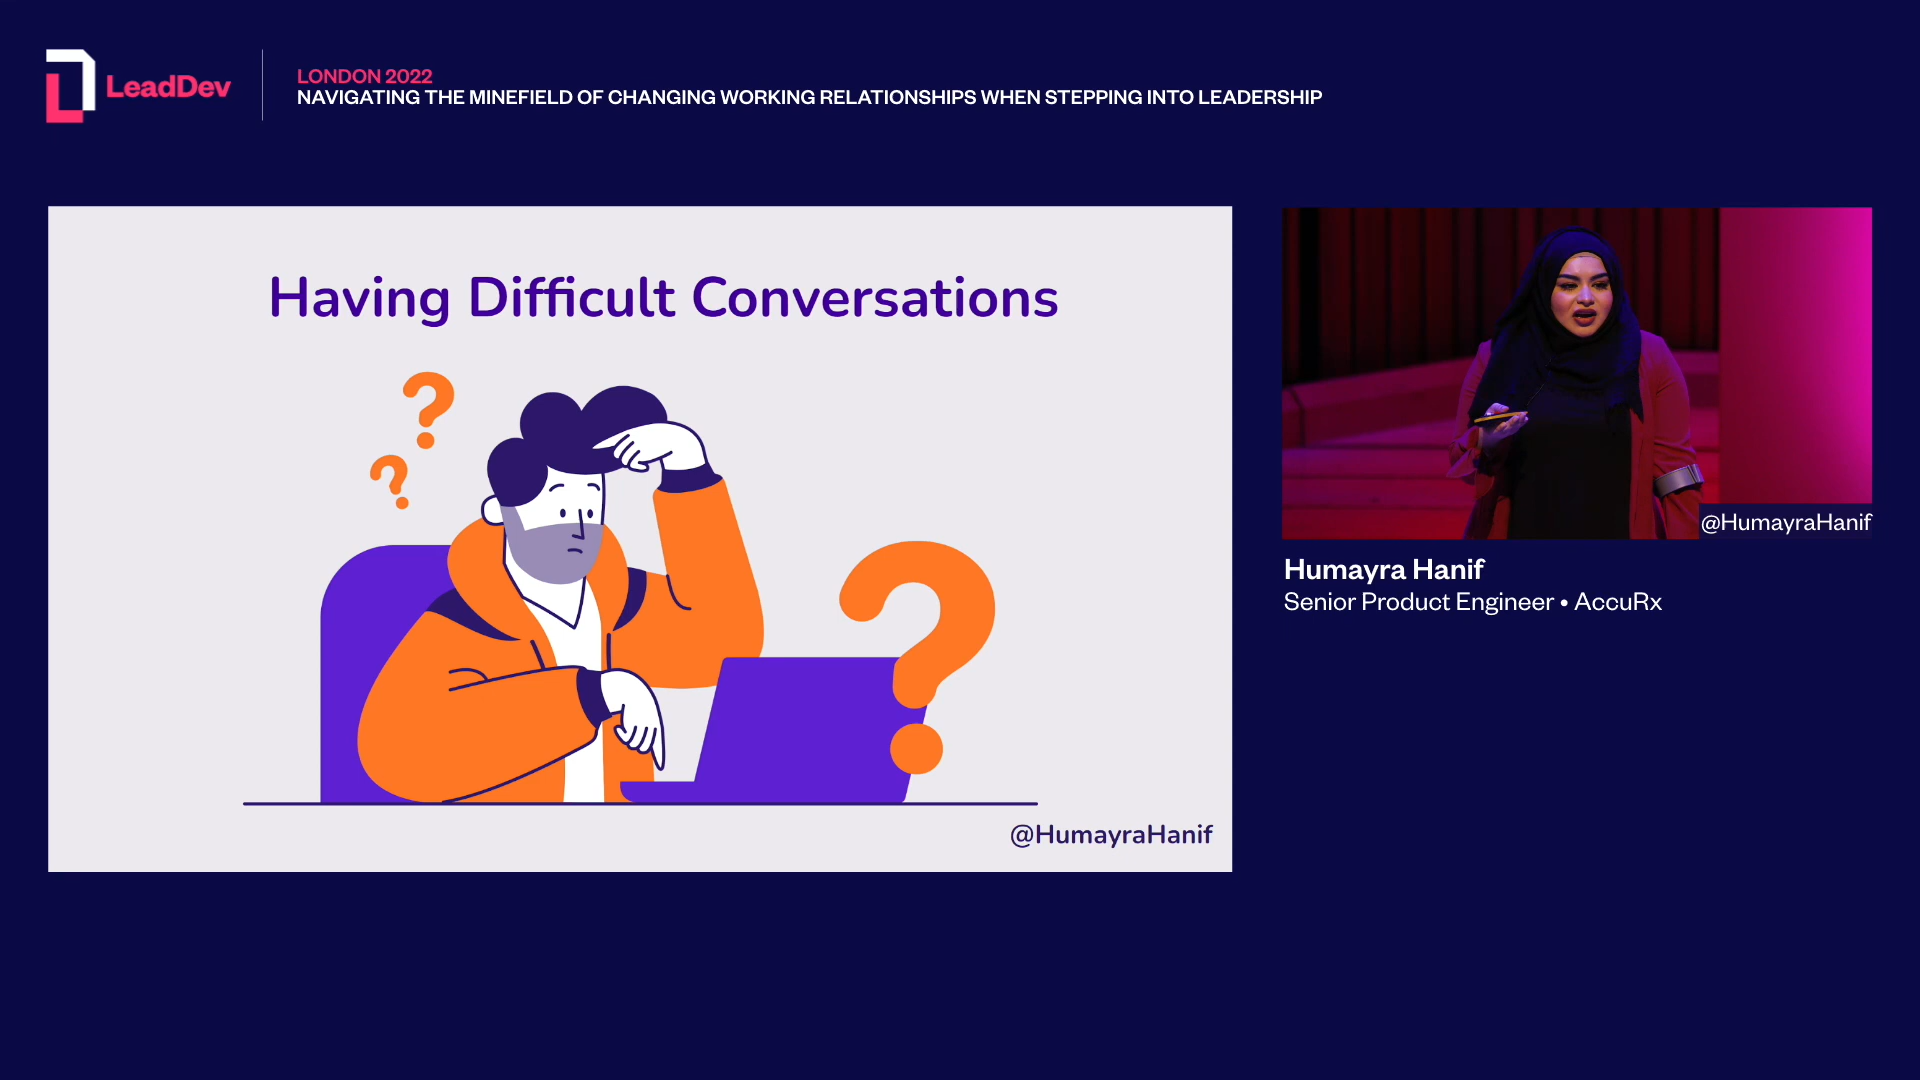 LeadDev
LONDON 2022
NAVIGATING THE MINEFIELD OF CHANGING WORKING RELATIONSHIPS WHEN STEPPING INTO LEADERSHIP
Having Difficult Conversations
?
?
?
@HumayraHanif
@HumayraHanif
Humayra Hanif
Senior Product Engineer • AccuRx